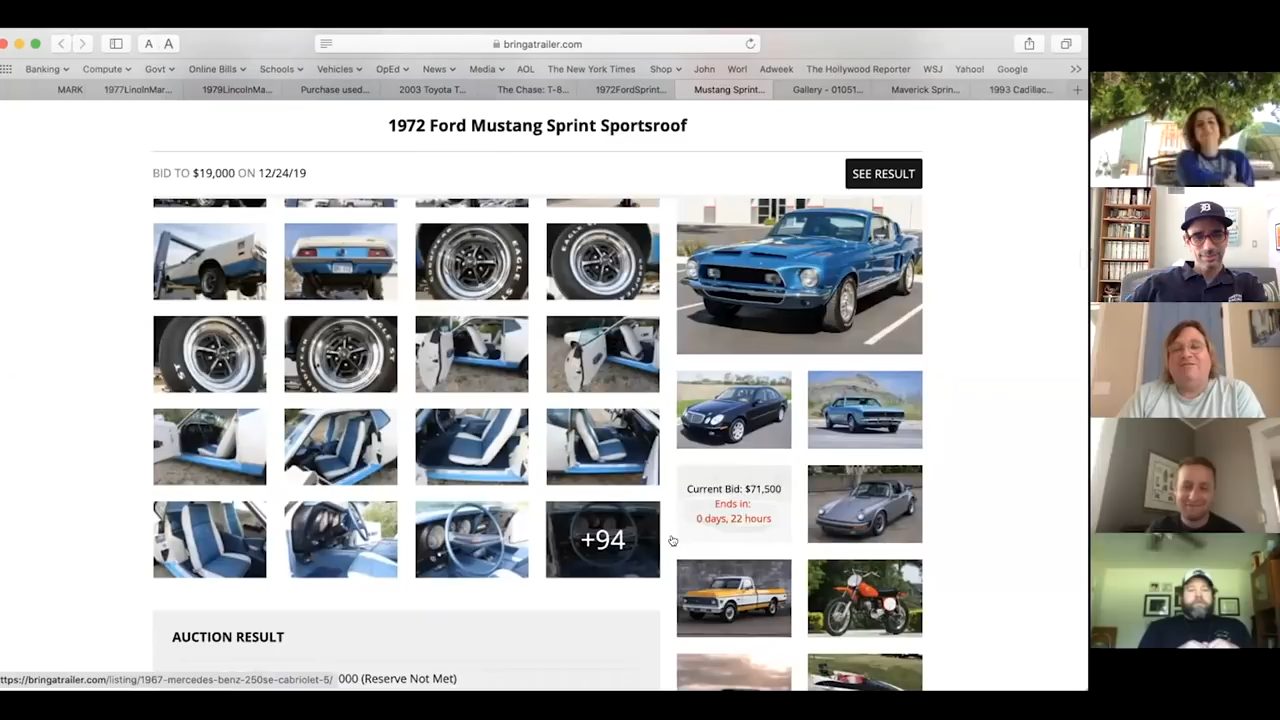 A A
bringatrailer.com
Banking Compute Govt Online Bills Schools Vehicles OpEd News Media AOL The New York Times Shop John Worl Adweek The Hollywood Reporter WSJ Yahoo! Google >>
MARK 1977LinolnMar... 1979LincolnMa... Purchase used... 2003 Toyota T... The Chase: T-8... 1972FordSprint... Mustang Sprint... Gallery - 01051... Maverick Sprin... 1993 Cadillac... +
1972 Ford Mustang Sprint Sportsroof
BID TO $19,000 ON 12/24/19
SEE RESULT
EAGLE ST
Current Bid: $71,500
Ends in:
0 days, 22 hours
+94
AUCTION RESULT
000 (Reserve Not Met)
ttps://bringatrailer.com/listing/1967-mercedes-benz-250se-cabriolet-5/